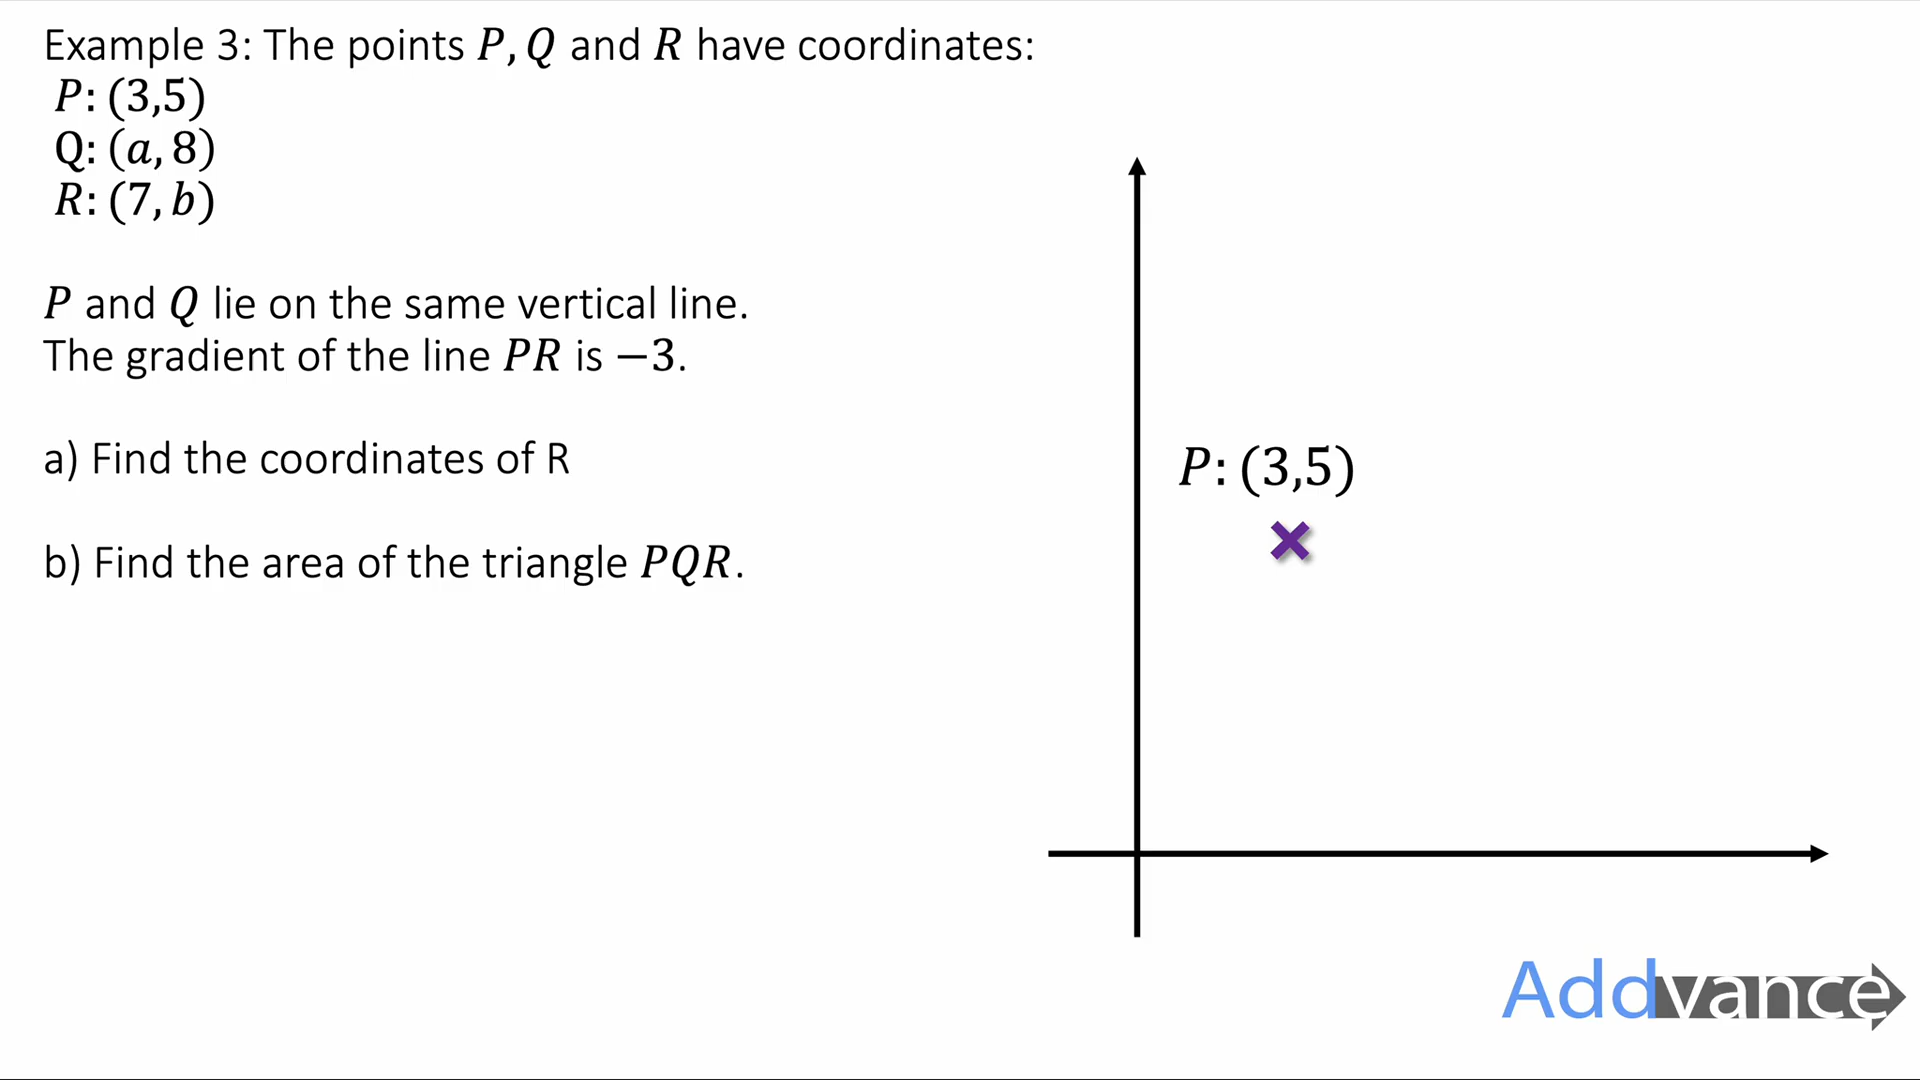 Example 3: The points P, Q and R have coordinates:
P: (3,5)
Q: (a, 8)
R: (7, b)
P and Q lie on the same vertical line.
The gradient of the line PR is −3.
a) Find the coordinates of R
b) Find the area of the triangle PQR.
P: (3,5)
Addvance